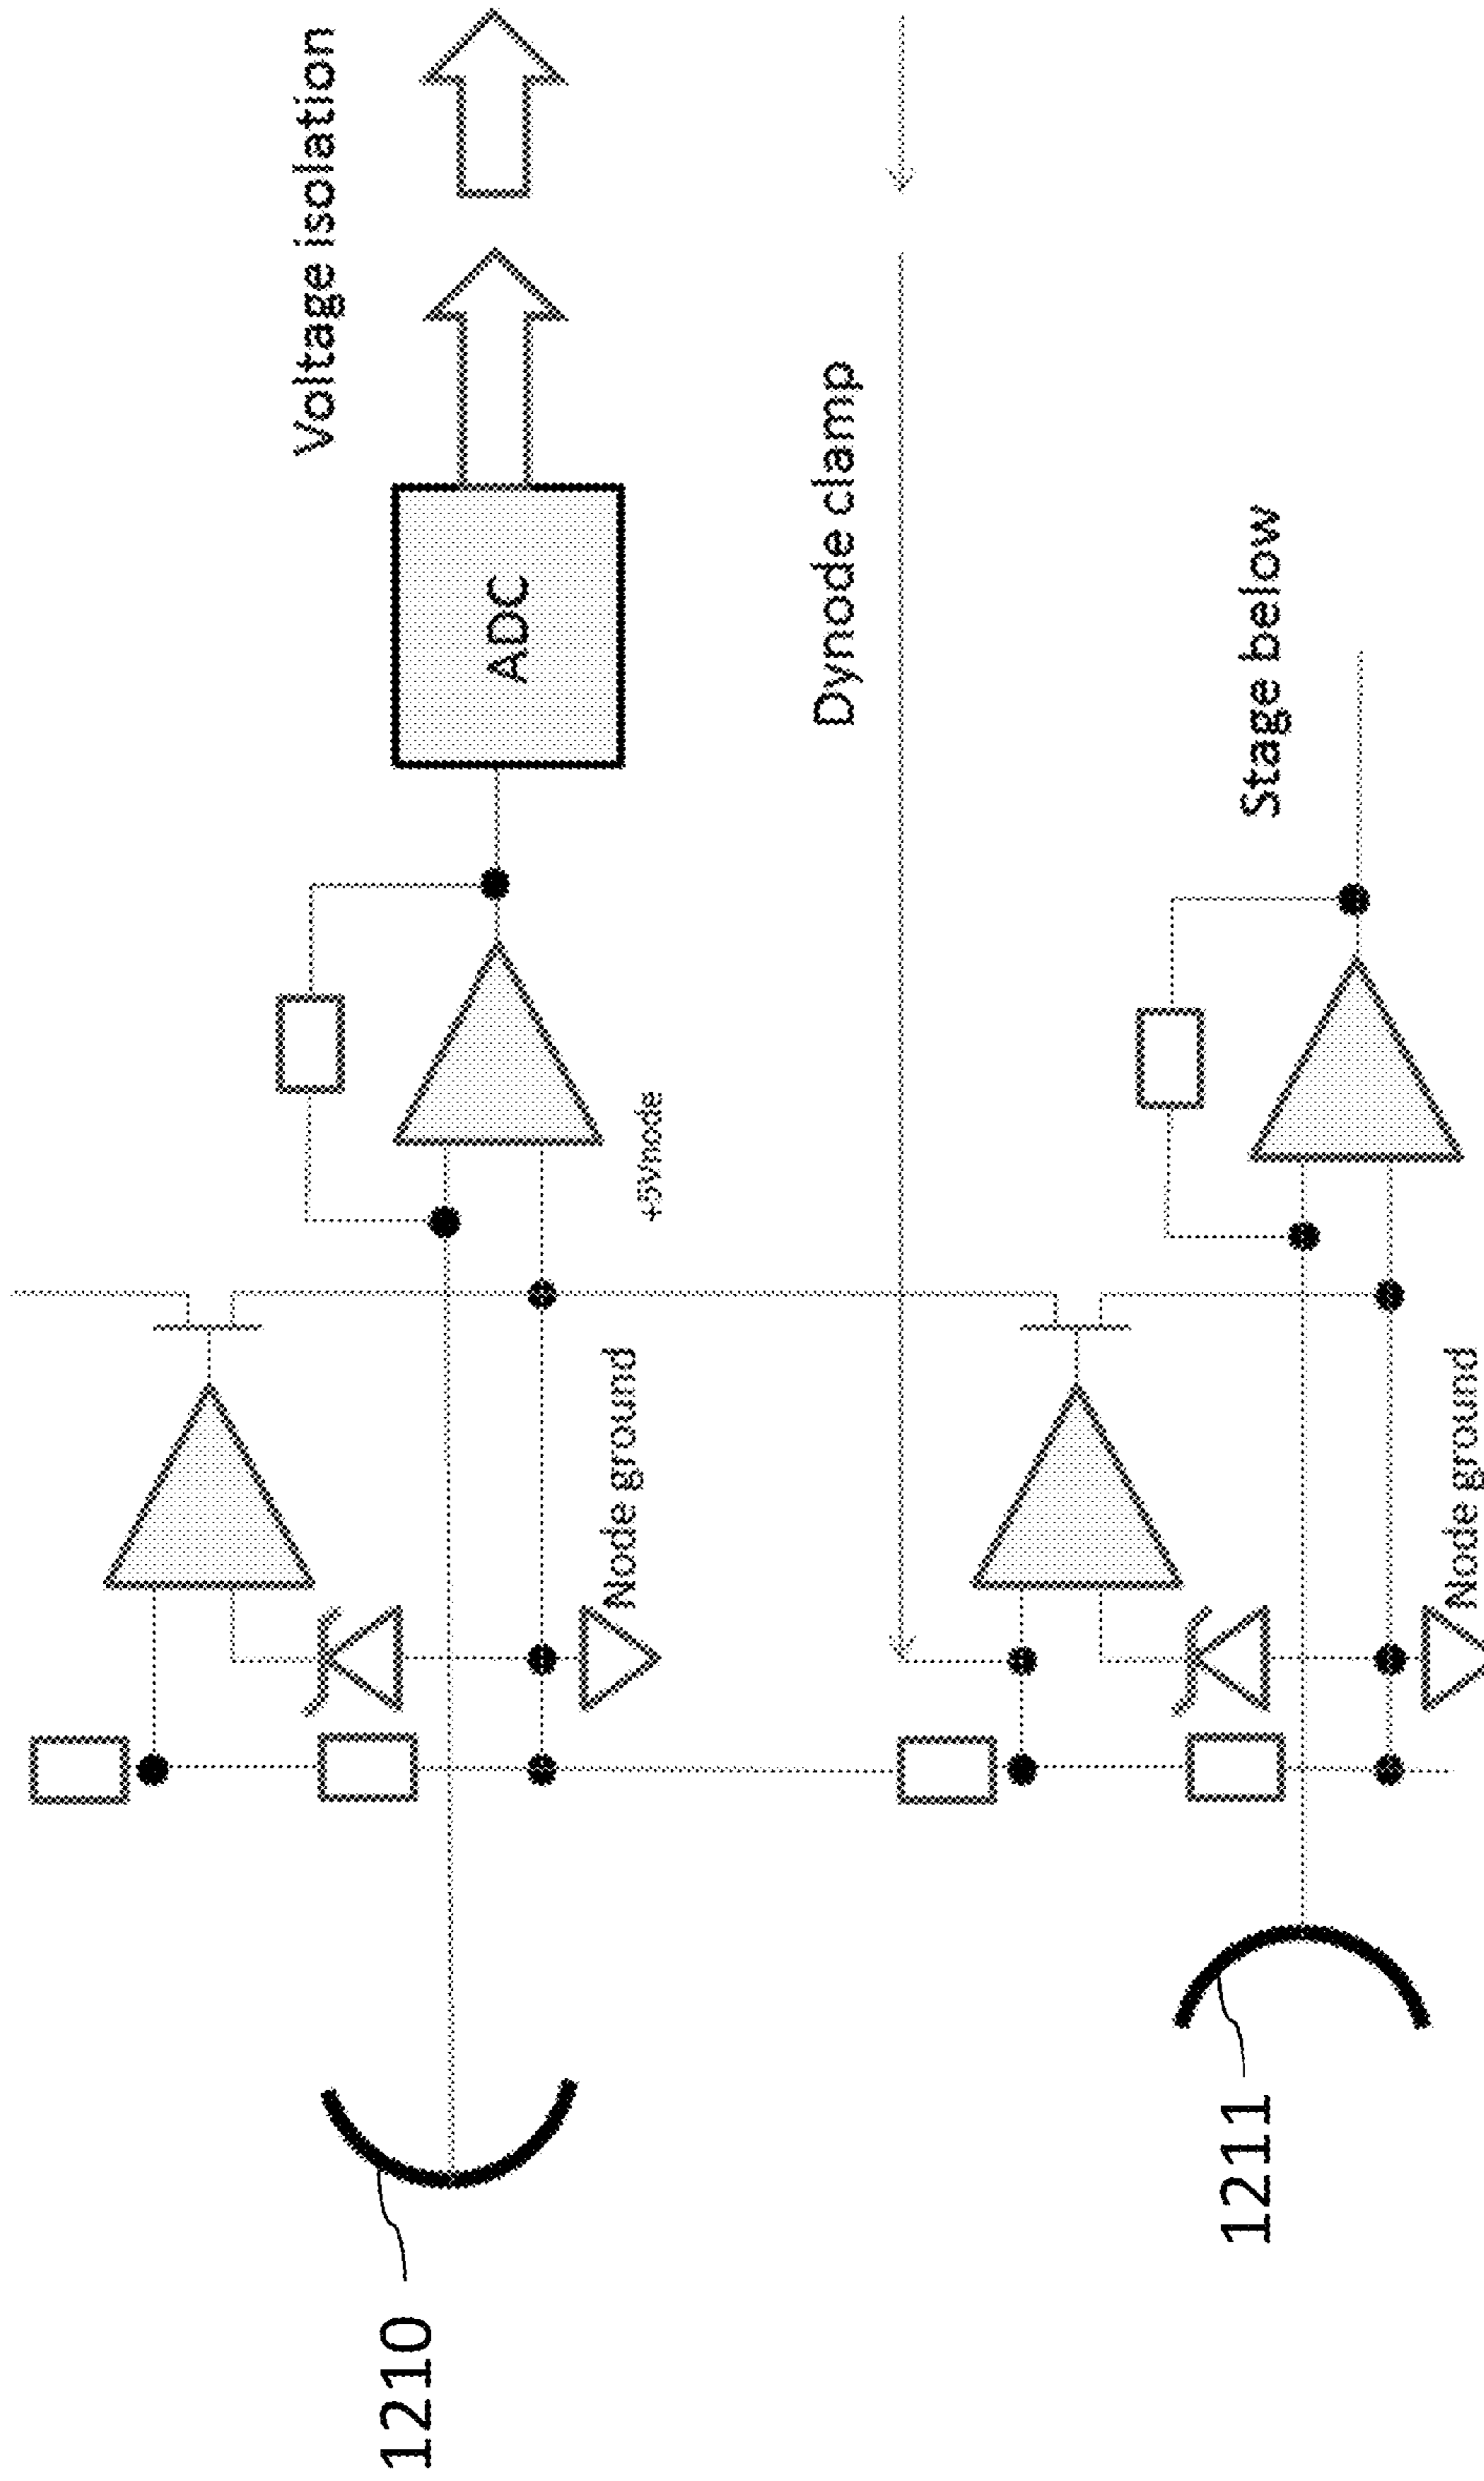 Voltage isolation
ADC
+5Vnode
Node ground
1210
Dynode clamp
Stage below
Node ground
1211